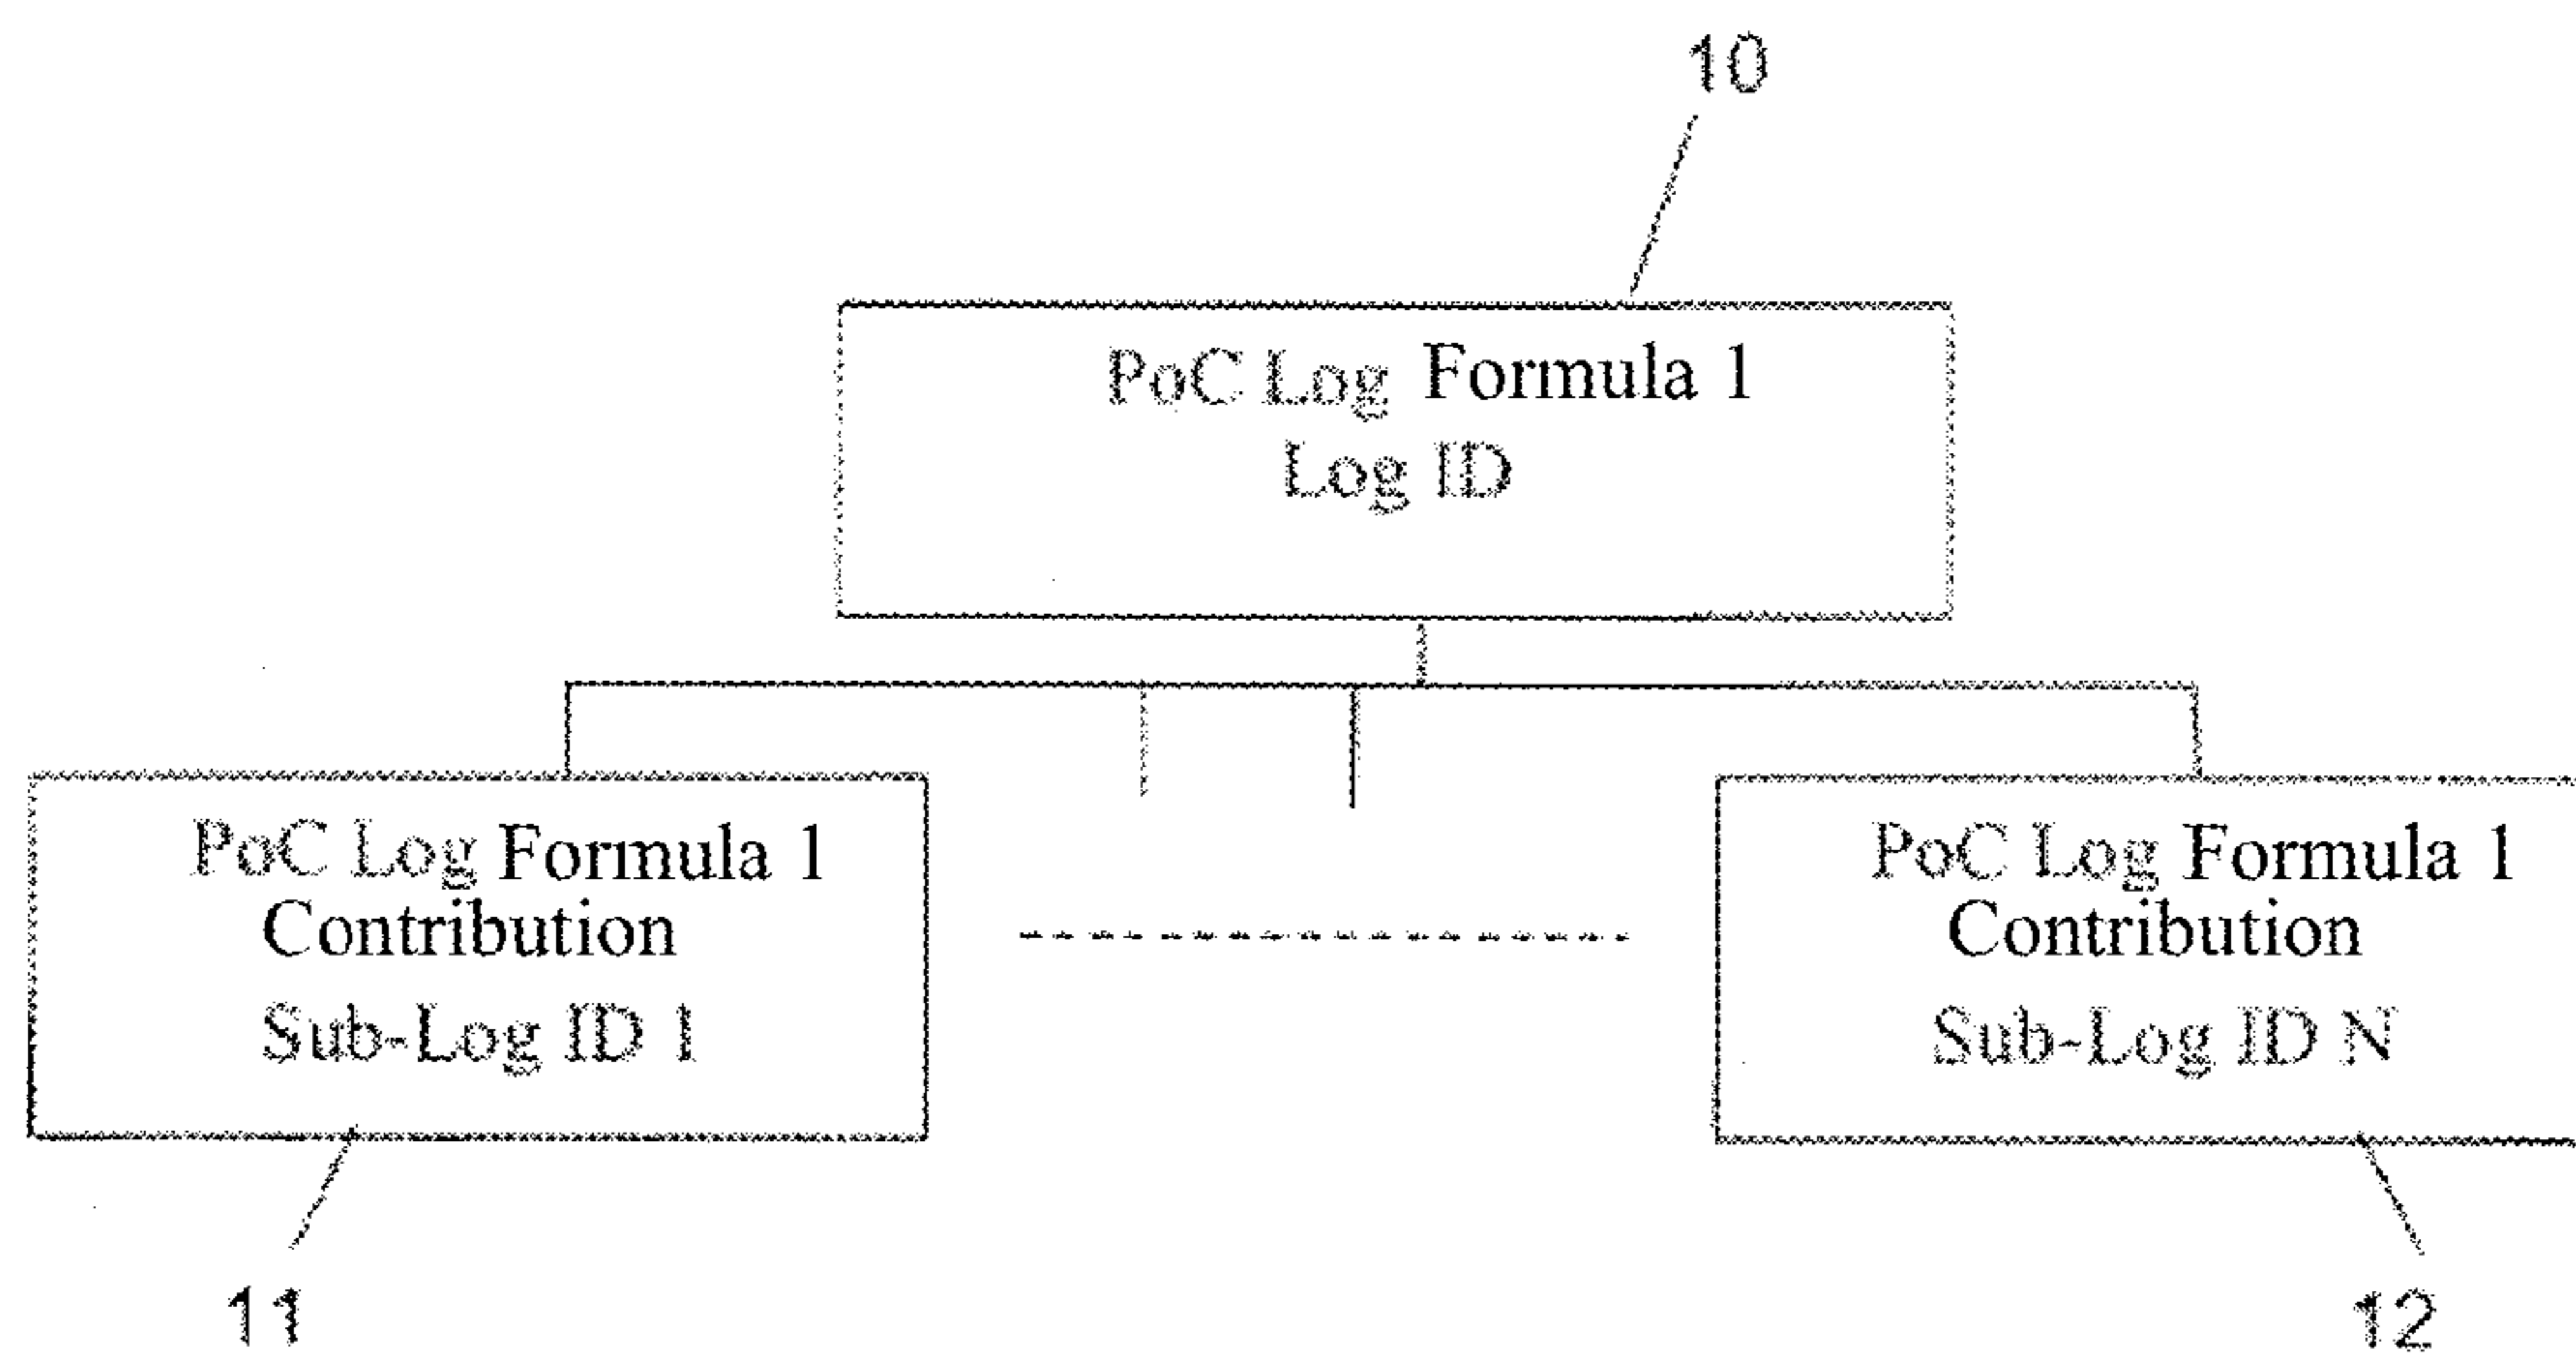 10
PoC Log Formula 1
Log ID
PoC Log Formula 1
Contribution
Sub-Log ID 1
PoC Log Formula 1
Contribution
Sub-Log ID N
11
12